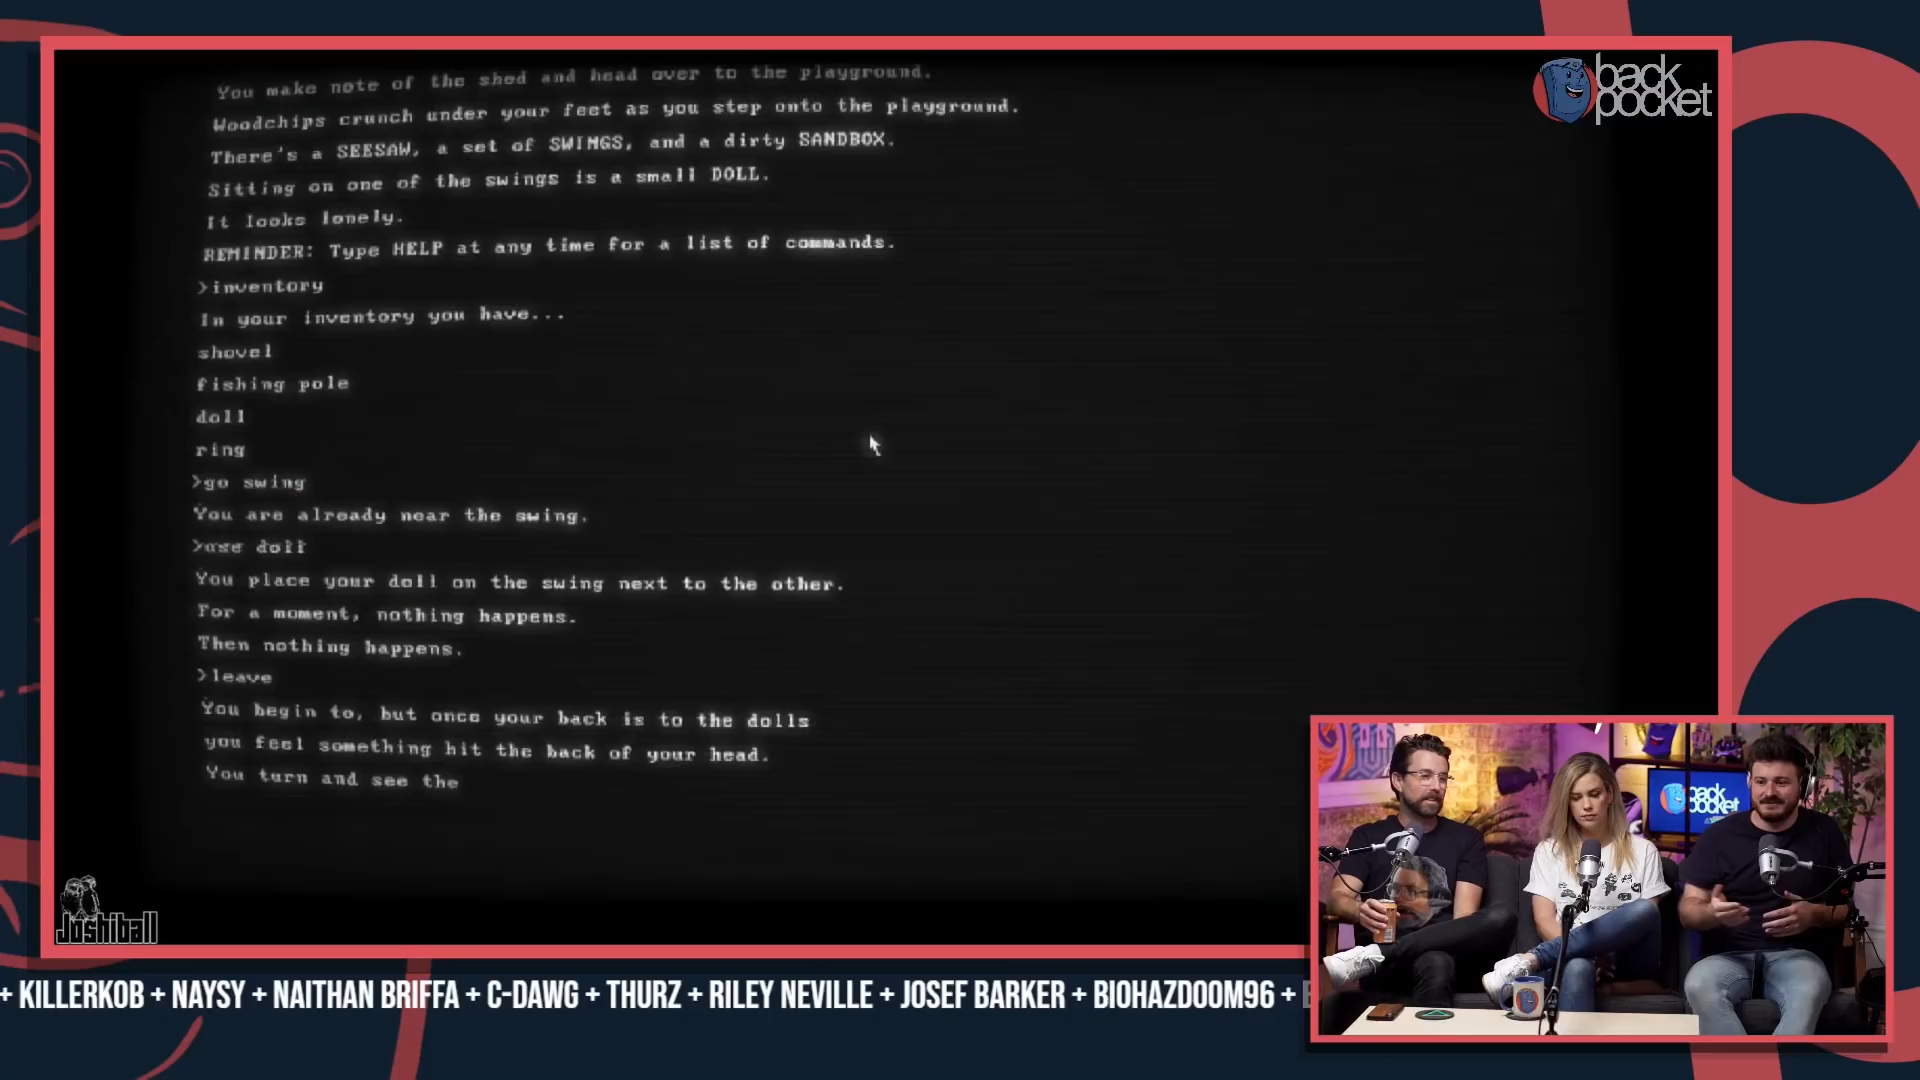 You make note of the shed and head over to the playground.
Woodchips crunch under your feet as you step onto the playground.
There's a SEESAW, a set of SWINGS, and a dirty SANDBOX.
Sitting on one of the swings is a small DOLL.
It looks lonely.
REMINDER: Type HELP at any time for a list of commands.
>inventory
In your inventory you have...
shovel
fishing pole
doll
ring
>go swing
You are already near the swing.
>use doll
You place your doll on the swing next to the other.
For a moment, nothing happens.
Then nothing happens.
>leave
You begin to, but once your back is to the dolls
you feel something hit the back of your head.
You turn and see the
back
pocket
back
pocket
Joshiball
+ KILLERKOB + NAYSY + NAITHAN BRIFFA + C-DAWG + THURZ + RILEY NEVILLE + JOSEF BARKER + BIOHAZDOOM96 +